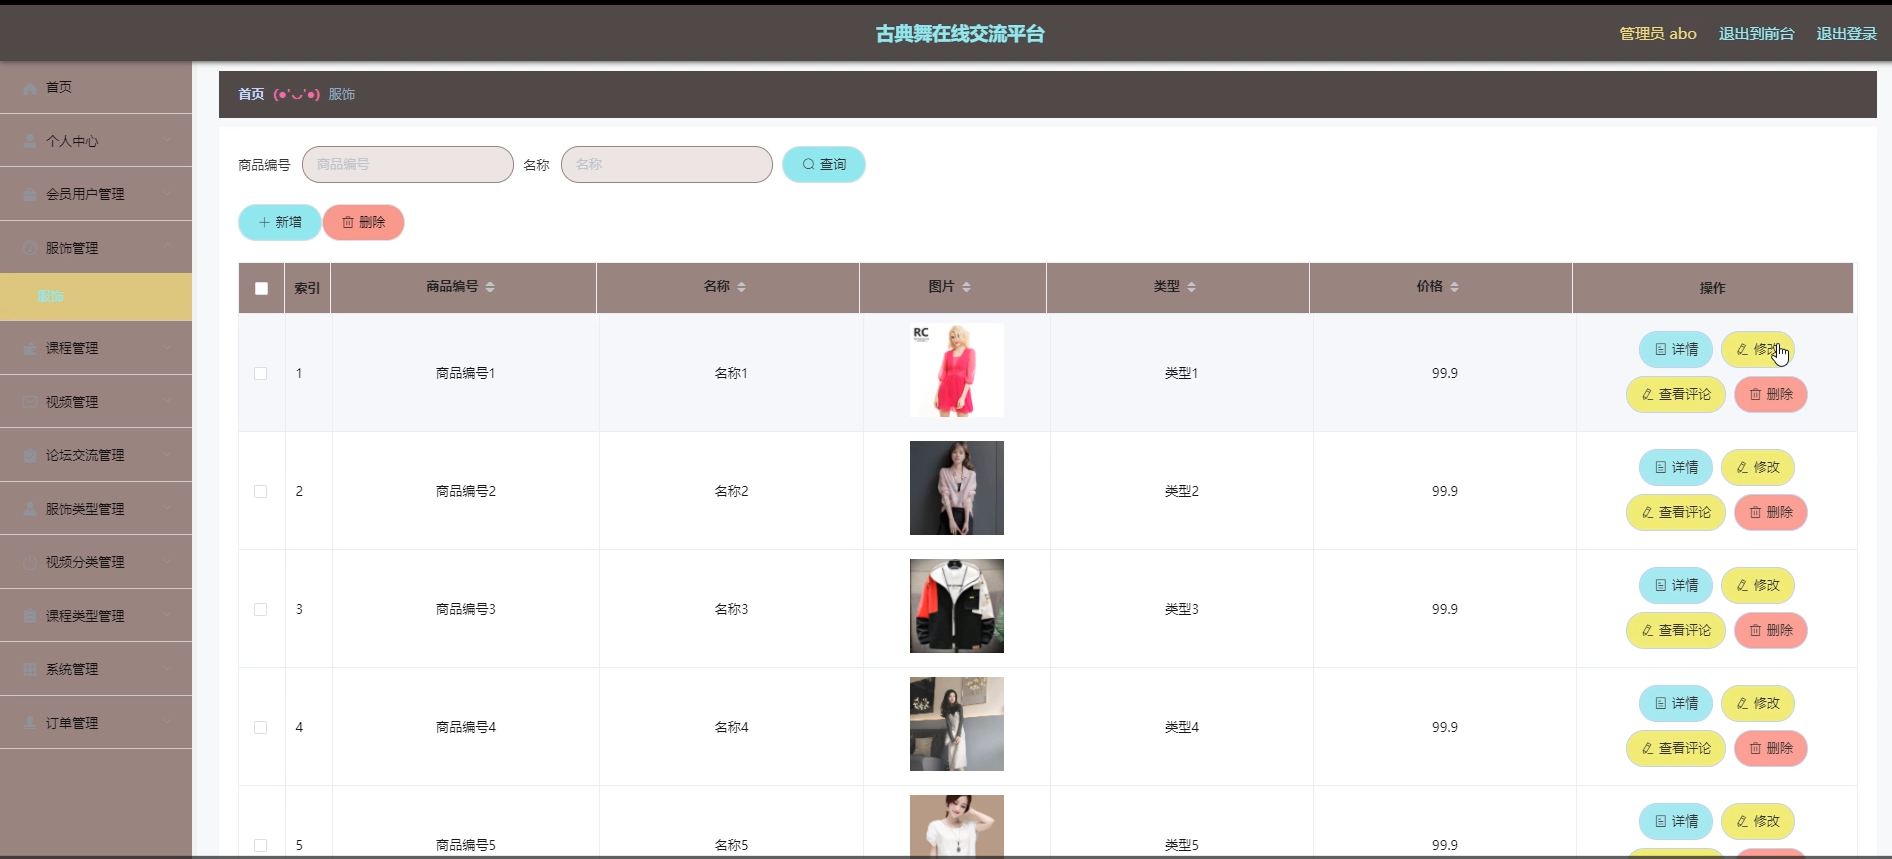 古典舞在线交流平台
管理员 abo 退出到前台 退出登录
首页
个人中心
会员用户管理
服饰管理
服饰
课程管理
视频管理
论坛交流管理
服饰类型管理
视频分类管理
课程类型管理
系统管理
订单管理
首页 (●'◡'●) 服饰
商品编号 商品编号 名称 名称 查询
新增 删除
索引 商品编号 名称 图片 类型 价格 操作
RC
1 商品编号1 名称1 类型1 99.9 详情 修改
查看评论 删除
2 商品编号2 名称2 类型2 99.9 详情 修改
查看评论 删除
3 商品编号3 名称3 类型3 99.9 详情 修改
查看评论 删除
4 商品编号4 名称4 类型4 99.9 详情 修改
查看评论 删除
5 商品编号5 名称5 类型5 99.9 详情 修改